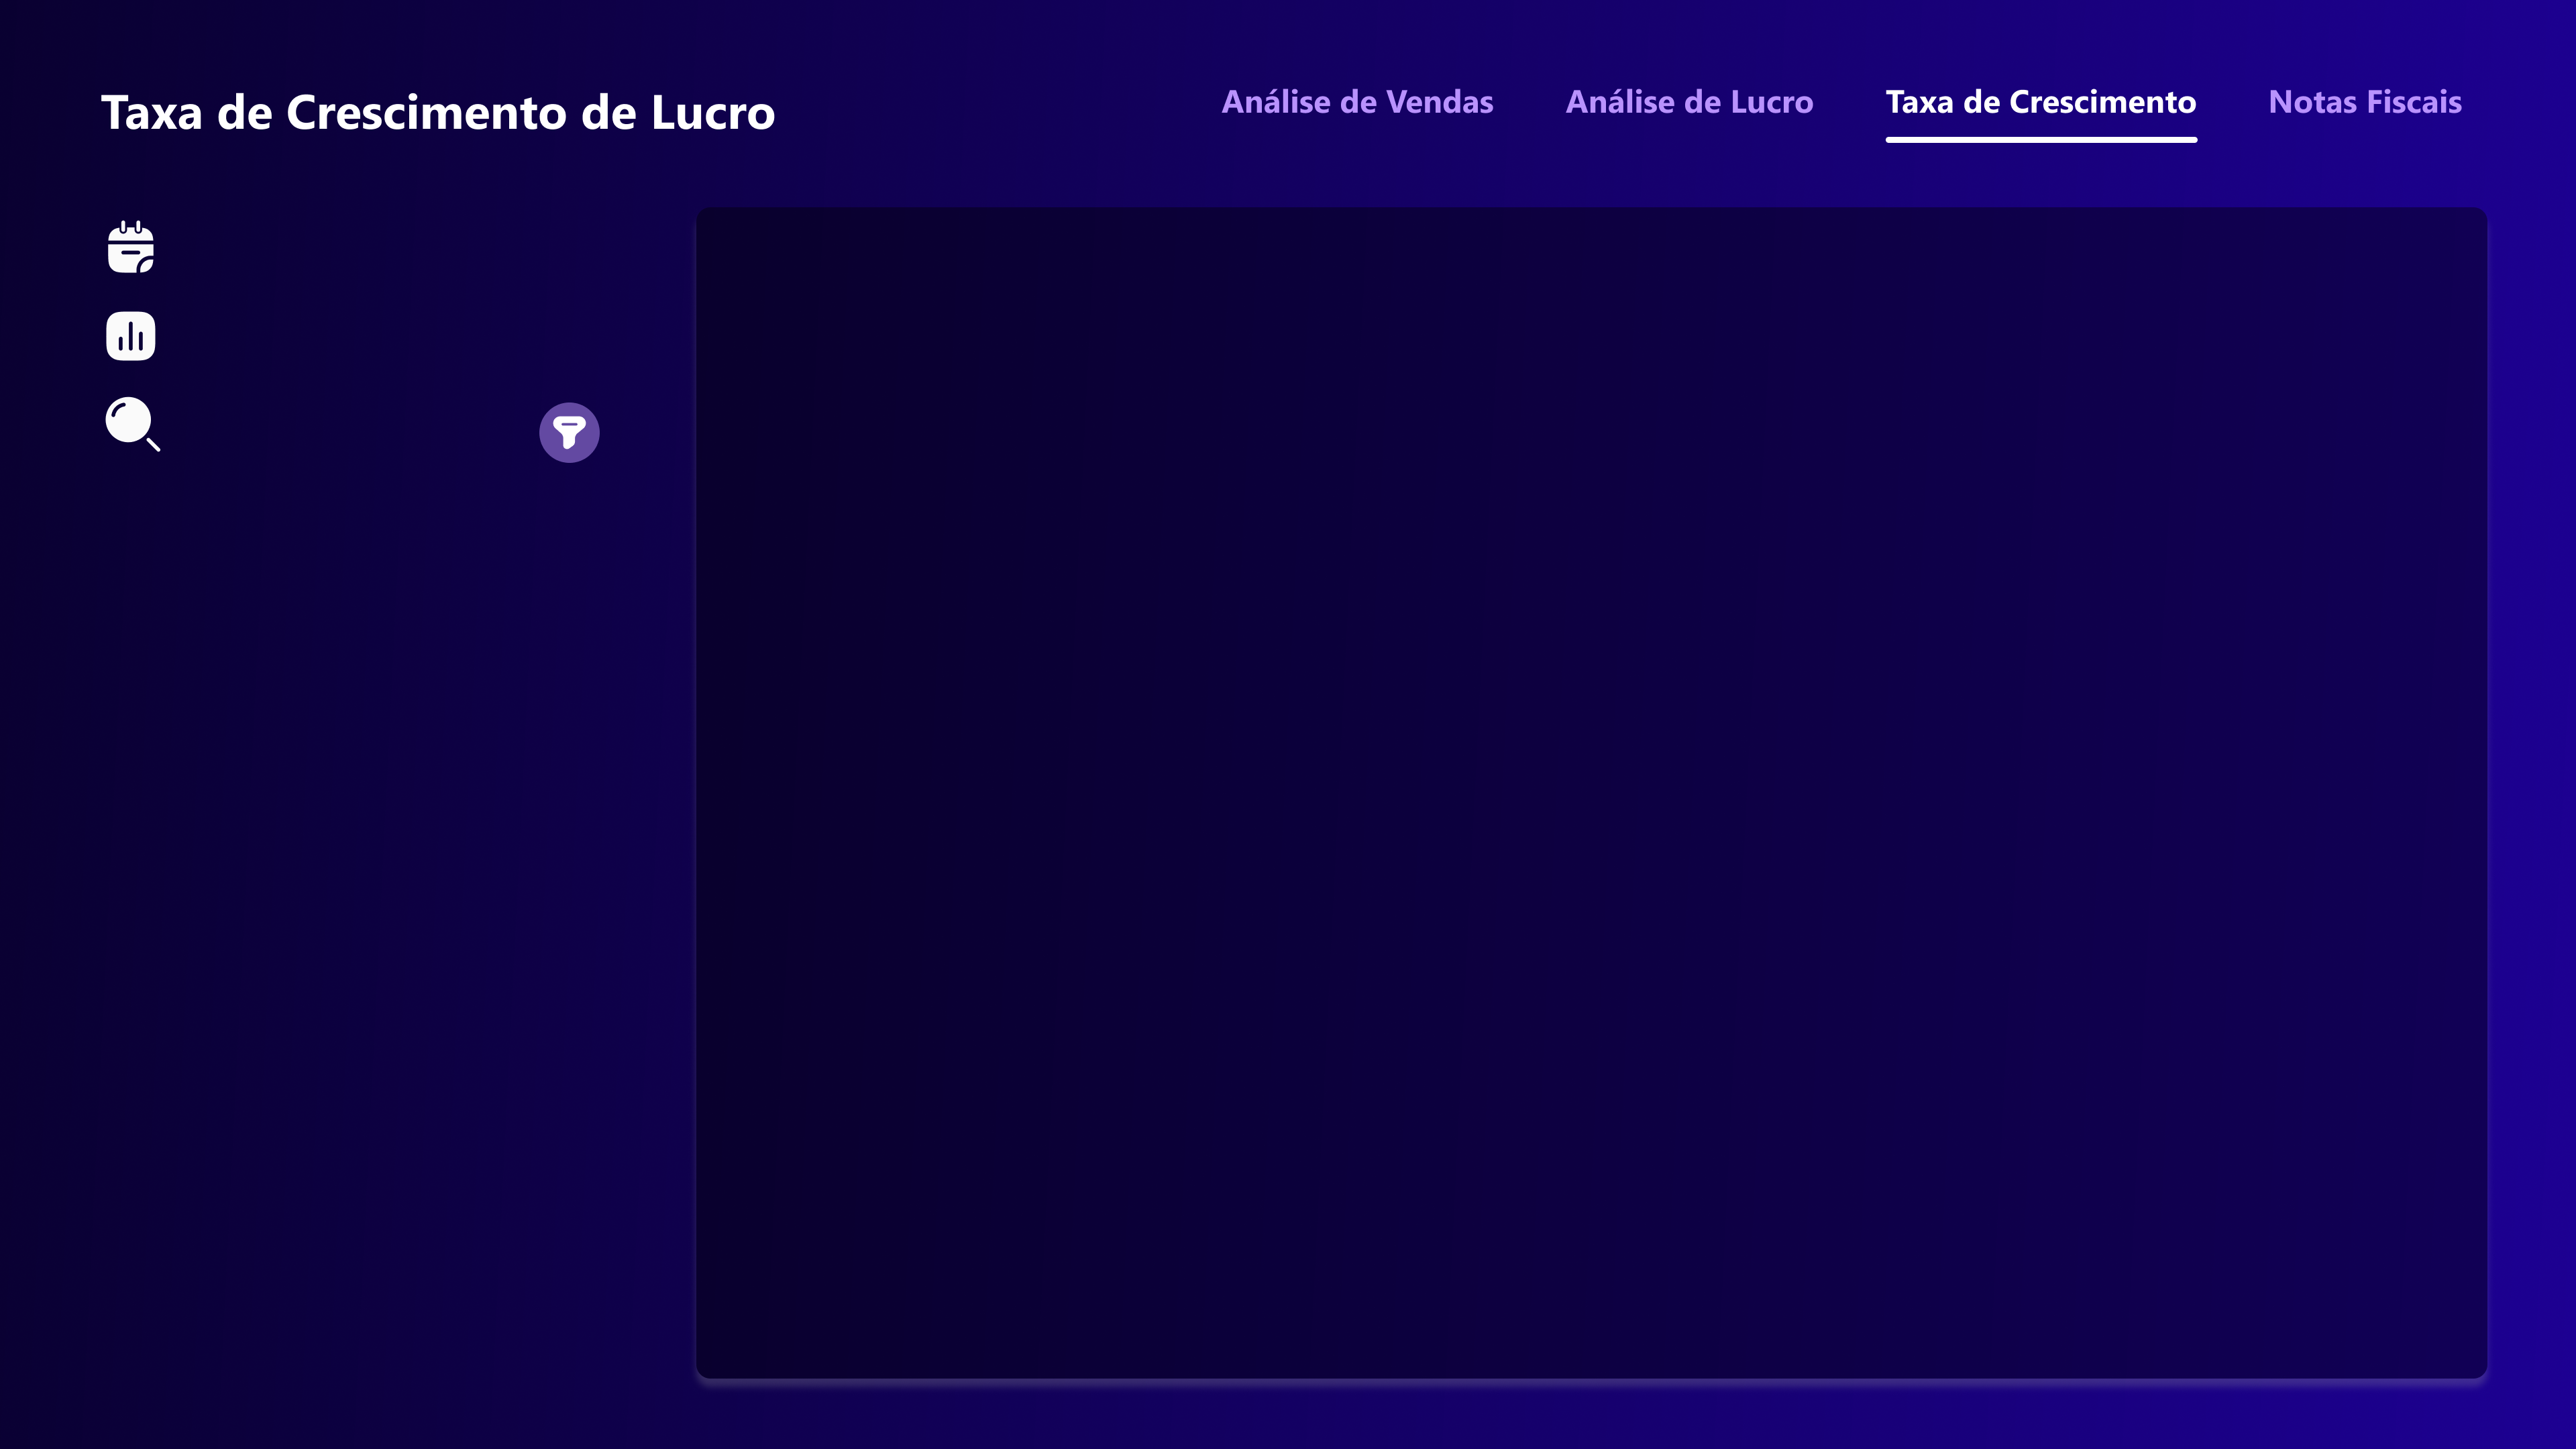 Taxa de Crescimento de Lucro
Análise de Vendas
Análise de Lucro
Taxa de Crescimento
Notas Fiscais